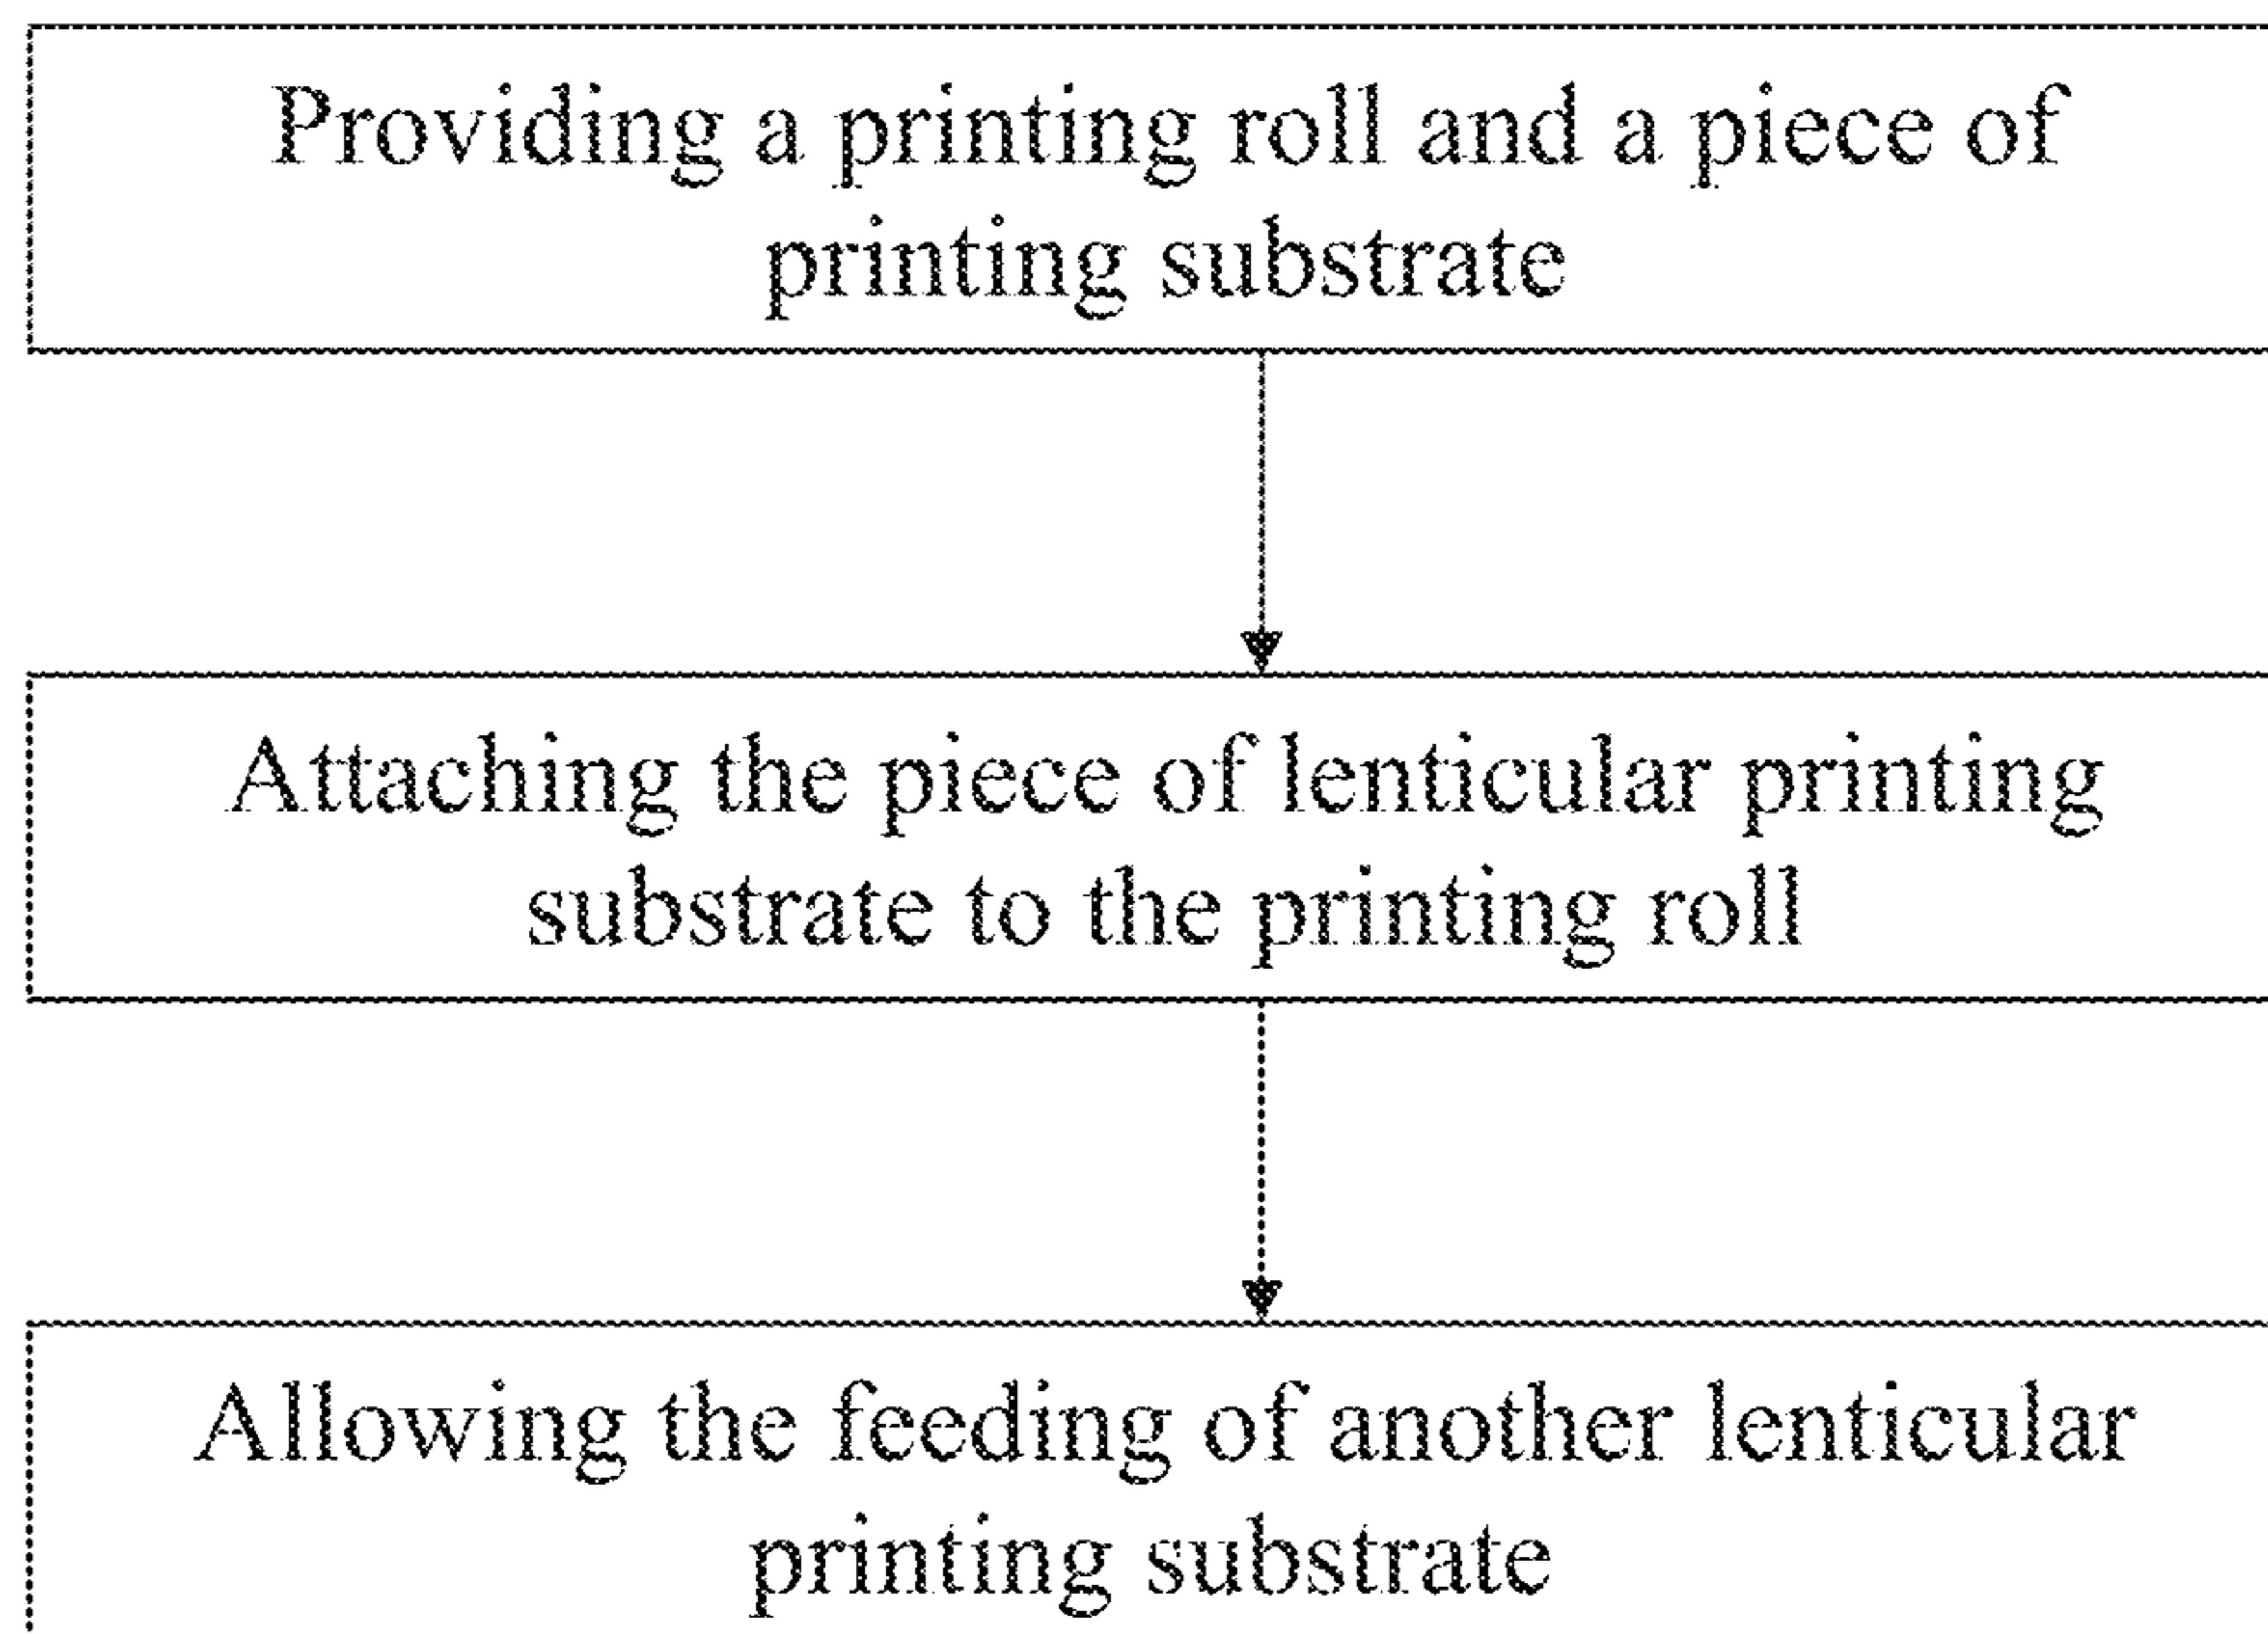 Providing a printing roll and a piece of
printing substrate
Attaching the piece of lenticular printing
substrate to the printing roll
Allowing the feeding of another lenticular
printing substrate